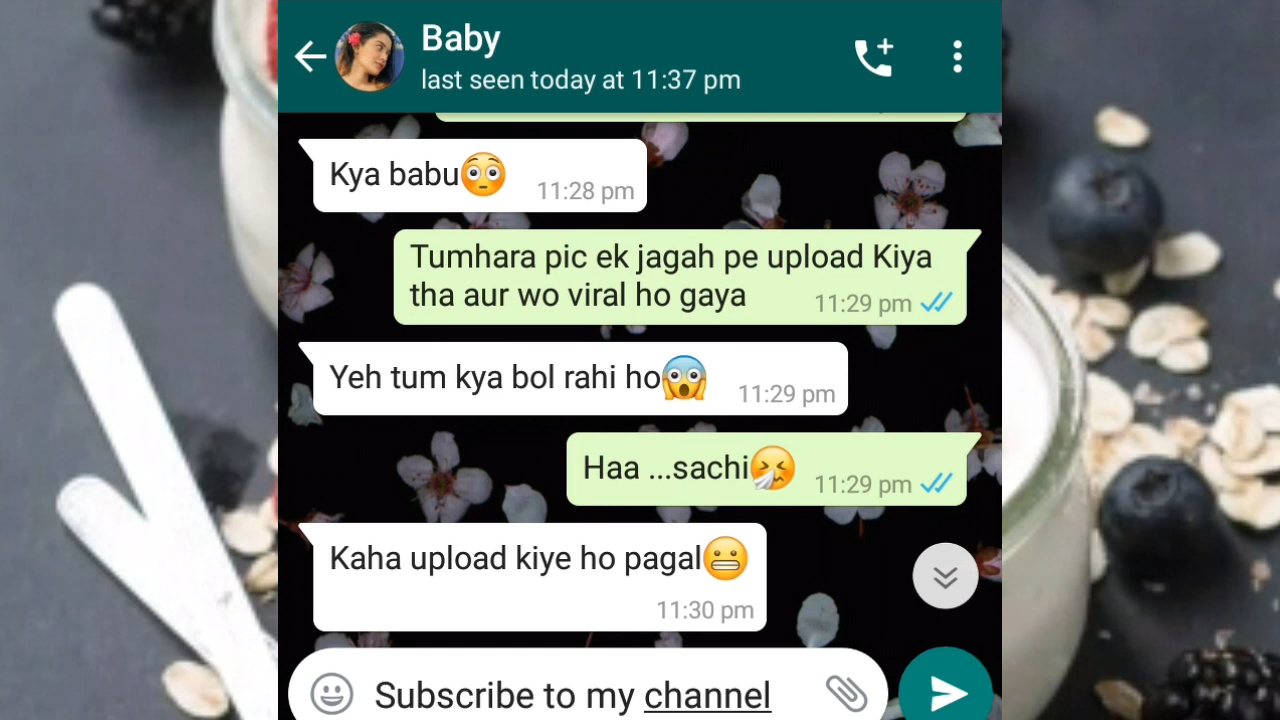 Baby
last seen today at 11:37 pm
Kya babu😳
11:28 pm
Tumhara pic ek jagah pe upload Kiya
tha aur wo viral ho gaya 11:29 pm
Yeh tum kya bol rahi ho😱 11:29 pm
Haa ...sachi🤧 11:29 pm
Kaha upload kiye ho pagal😬
11:30 pm
Subscribe to my channel